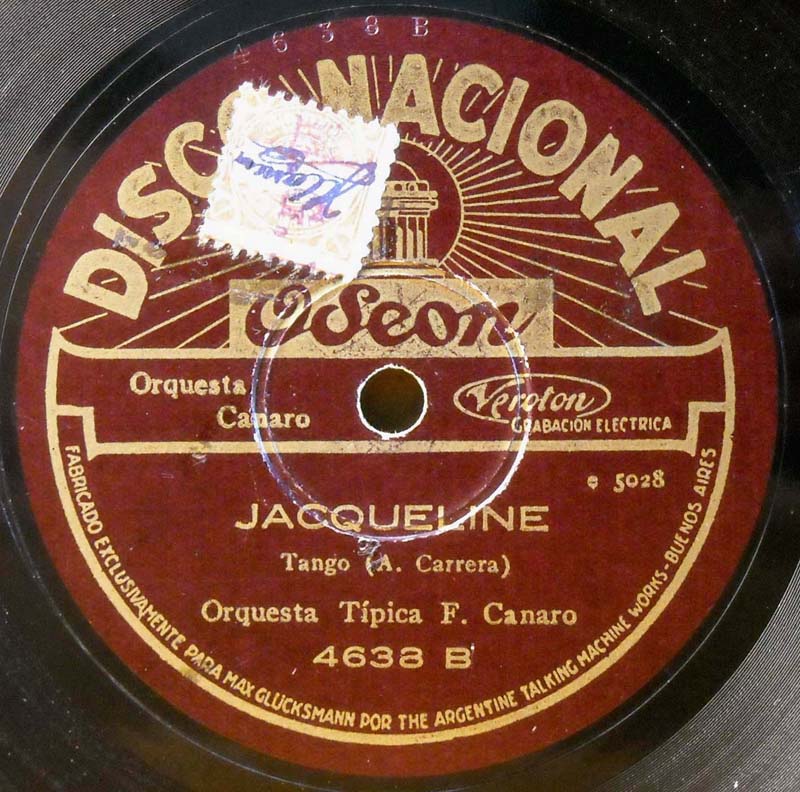 4638 B
DISCO NACIONAL
Odeon
Orquesta
Canaro
Veroton
GRABACIÓN ELECTRICA
e 5028
JACQUELINE
Tango (A. Carrera)
Orquesta Típica F. Canaro
4638 B
FABRICADO EXCLUSIVAMENTE PARA MAX GLÜCKSMANN POR THE ARGENTINE TALKING MACHINE WORKS - BUENOS AIRES